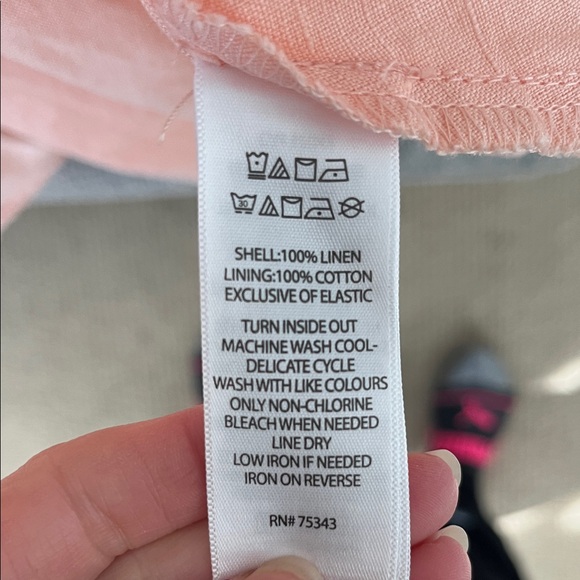 30
SHELL:100% LINEN
LINING:100% COTTON
EXCLUSIVE OF ELASTIC
TURN INSIDE OUT
MACHINE WASH COOL-
DELICATE CYCLE
WASH WITH LIKE COLOURS
ONLY NON-CHLORINE
BLEACH WHEN NEEDED
LINE DRY
LOW IRON IF NEEDED
IRON ON REVERSE
RN# 75343